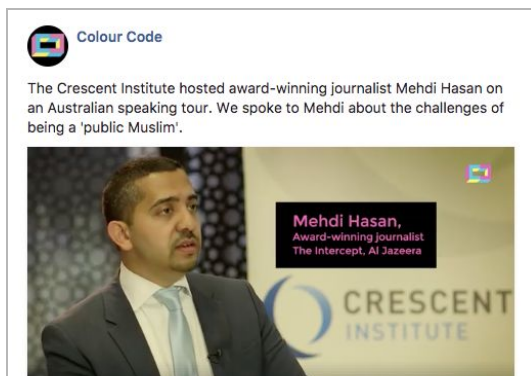 Colour Code
The Crescent Institute hosted award-winning journalist Mehdi Hasan on
an Australian speaking tour. We spoke to Mehdi about the challenges of
being a 'public Muslim'.
Mehdi Hasan,
Award-winning journalist
The Intercept, Al Jazeera
CRESCENT
INSTITUTE